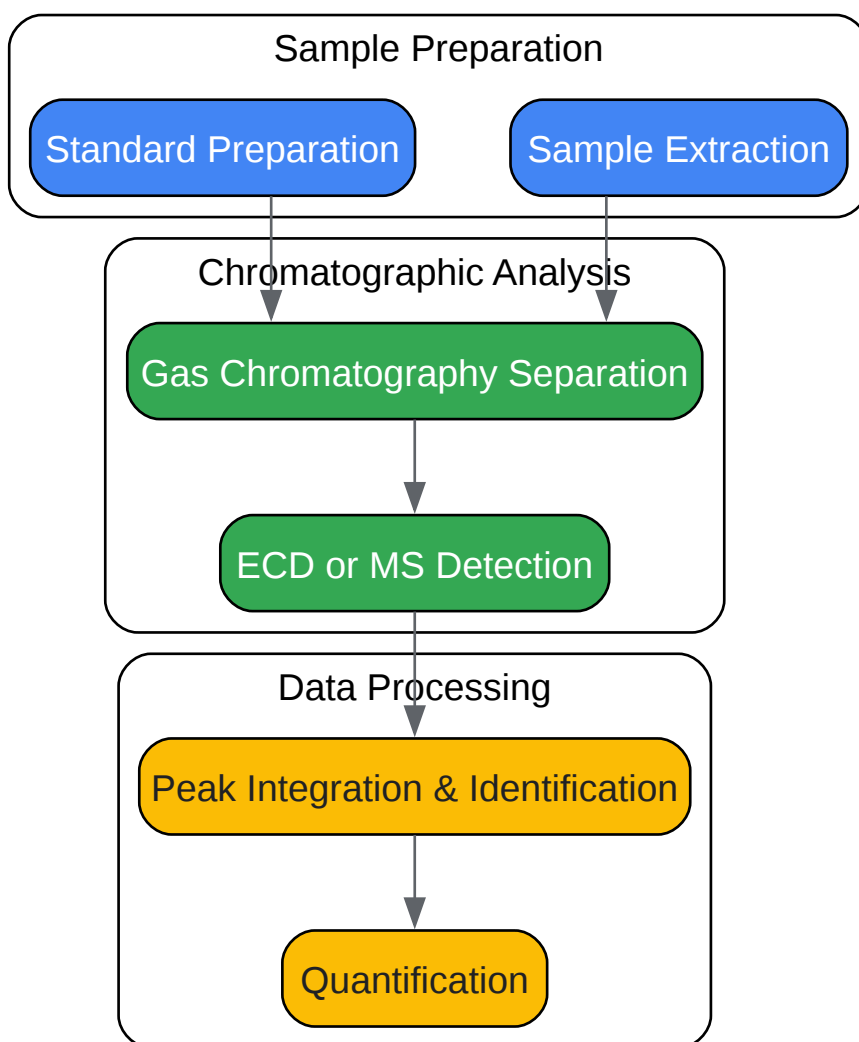 Sample Preparation
Standard Preparation
Sample Extraction
Chromatographic Analysis
Gas Chromatography Separation
ECD or MS Detection
Data Processing
Peak Integration & Identification
Quantification